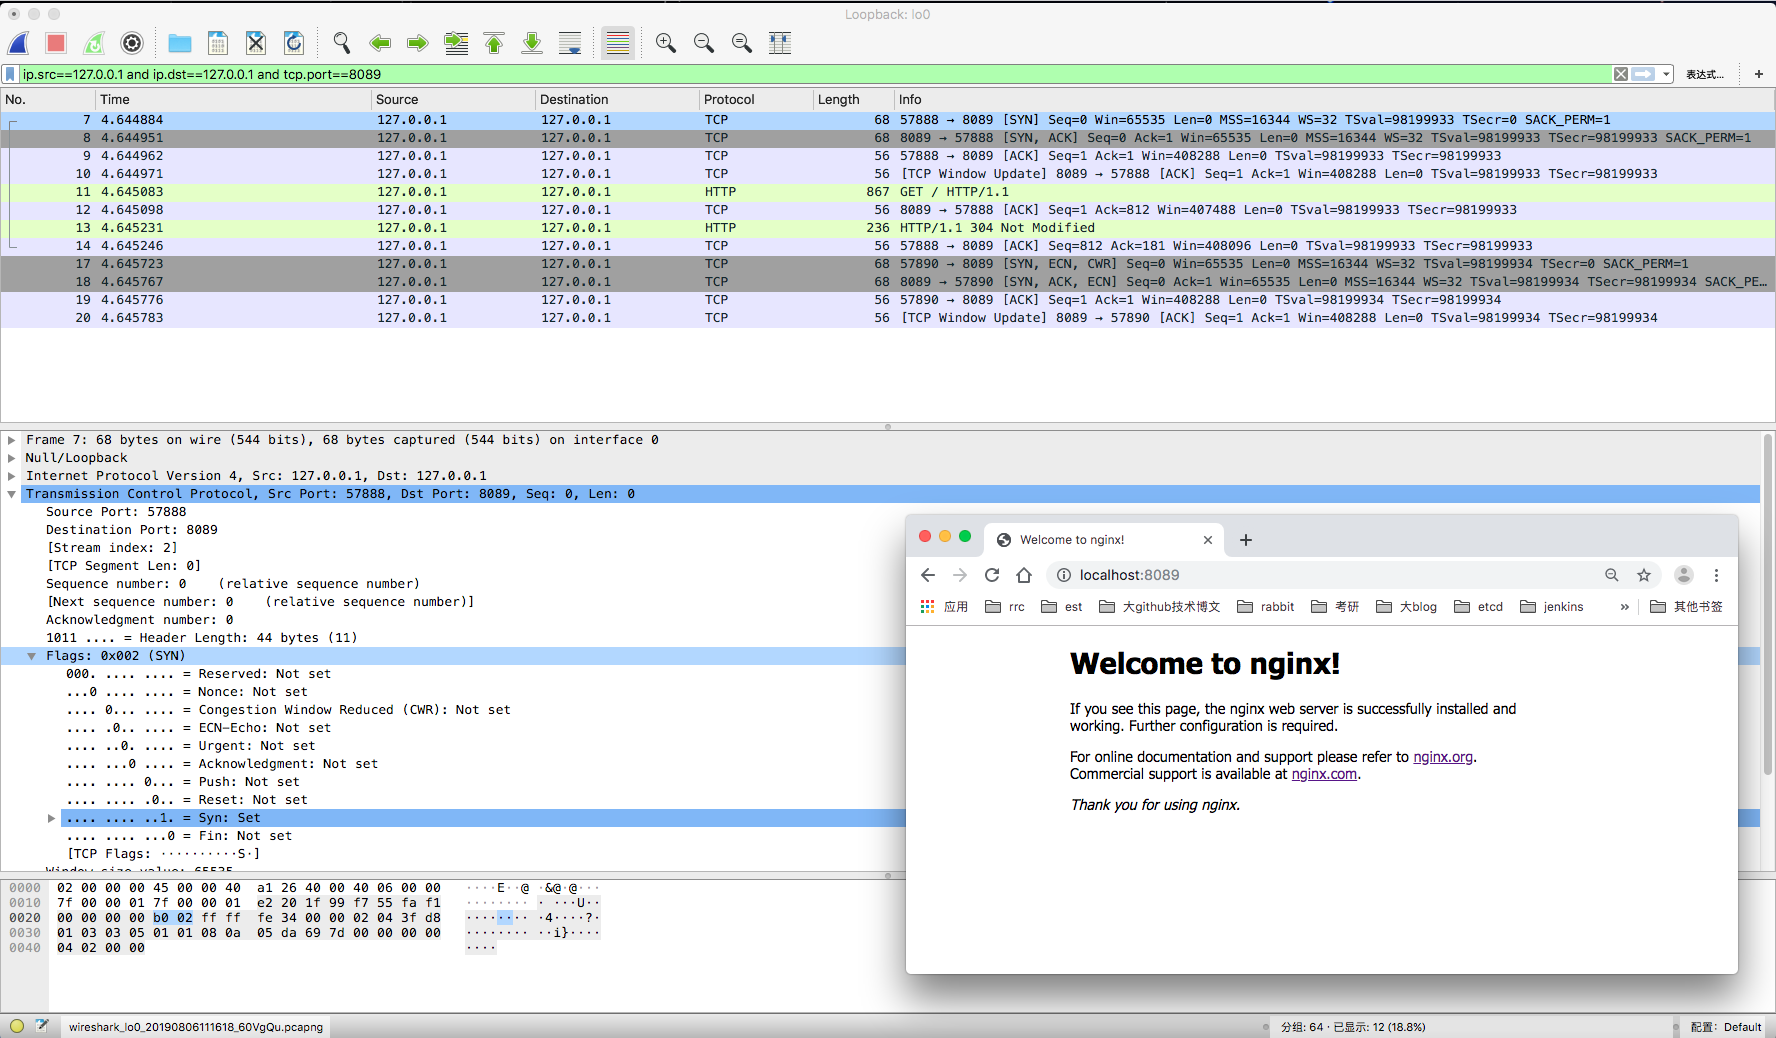 Loopback: lo0
ip.src==127.0.0.1 and ip.dst==127.0.0.1 and tcp.port==8089 表达式… +
No. Time Source Destination Protocol Length Info
7 4.644884 127.0.0.1 127.0.0.1 TCP 68 57888 → 8089 [SYN] Seq=0 Win=65535 Len=0 MSS=16344 WS=32 TSval=98199933 TSecr=0 SACK_PERM=1
8 4.644951 127.0.0.1 127.0.0.1 TCP 68 8089 → 57888 [SYN, ACK] Seq=0 Ack=1 Win=65535 Len=0 MSS=16344 WS=32 TSval=98199933 TSecr=98199933 SACK_PERM=1
9 4.644962 127.0.0.1 127.0.0.1 TCP 56 57888 → 8089 [ACK] Seq=1 Ack=1 Win=408288 Len=0 TSval=98199933 TSecr=98199933
10 4.644971 127.0.0.1 127.0.0.1 TCP 56 [TCP Window Update] 8089 → 57888 [ACK] Seq=1 Ack=1 Win=408288 Len=0 TSval=98199933 TSecr=98199933
11 4.645083 127.0.0.1 127.0.0.1 HTTP 867 GET / HTTP/1.1
12 4.645098 127.0.0.1 127.0.0.1 TCP 56 8089 → 57888 [ACK] Seq=1 Ack=812 Win=407488 Len=0 TSval=98199933 TSecr=98199933
13 4.645231 127.0.0.1 127.0.0.1 HTTP 236 HTTP/1.1 304 Not Modified
14 4.645246 127.0.0.1 127.0.0.1 TCP 56 57888 → 8089 [ACK] Seq=812 Ack=181 Win=408096 Len=0 TSval=98199933 TSecr=98199933
17 4.645723 127.0.0.1 127.0.0.1 TCP 68 57890 → 8089 [SYN, ECN, CWR] Seq=0 Win=65535 Len=0 MSS=16344 WS=32 TSval=98199934 TSecr=0 SACK_PERM=1
18 4.645767 127.0.0.1 127.0.0.1 TCP 68 8089 → 57890 [SYN, ACK, ECN] Seq=0 Ack=1 Win=65535 Len=0 MSS=16344 WS=32 TSval=98199934 TSecr=98199934 SACK_PE…
19 4.645776 127.0.0.1 127.0.0.1 TCP 56 57890 → 8089 [ACK] Seq=1 Ack=1 Win=408288 Len=0 TSval=98199934 TSecr=98199934
20 4.645783 127.0.0.1 127.0.0.1 TCP 56 [TCP Window Update] 8089 → 57890 [ACK] Seq=1 Ack=1 Win=408288 Len=0 TSval=98199934 TSecr=98199934
Frame 7: 68 bytes on wire (544 bits), 68 bytes captured (544 bits) on interface 0
Null/Loopback
Internet Protocol Version 4, Src: 127.0.0.1, Dst: 127.0.0.1
Transmission Control Protocol, Src Port: 57888, Dst Port: 8089, Seq: 0, Len: 0
Source Port: 57888
Destination Port: 8089
[Stream index: 2]
[TCP Segment Len: 0]
Sequence number: 0 (relative sequence number)
[Next sequence number: 0 (relative sequence number)]
Acknowledgment number: 0
1011 .... = Header Length: 44 bytes (11)
Flags: 0x002 (SYN)
000. .... .... = Reserved: Not set
...0 .... .... = Nonce: Not set
.... 0... .... = Congestion Window Reduced (CWR): Not set
.... .0.. .... = ECN-Echo: Not set
.... ..0. .... = Urgent: Not set
.... ...0 .... = Acknowledgment: Not set
.... .... 0... = Push: Not set
.... .... .0.. = Reset: Not set
.... .... ..1. = Syn: Set
.... .... ...0 = Fin: Not set
[TCP Flags: ··········S·]
Window size value: 65535
0000 02 00 00 00 45 00 00 40 a1 26 40 00 40 06 00 00 ····E··@ ·&@·@···
0010 7f 00 00 01 7f 00 00 01 e2 20 1f 99 f7 55 fa f1 ········ · ···U··
0020 00 00 00 00 b0 02 ff ff fe 34 00 00 02 04 3f d8 ········ ·4····?·
0030 01 03 03 05 01 01 08 0a 05 da 69 7d 00 00 00 00 ········ ··i}····
0040 04 02 00 00 ····
Welcome to nginx!
localhost:8089
应用 rrc est 大github技术博文 rabbit 考研 大blog etcd jenkins » 其他书签
Welcome to nginx!
If you see this page, the nginx web server is successfully installed and
working. Further configuration is required.
For online documentation and support please refer to nginx.org.
Commercial support is available at nginx.com.
Thank you for using nginx.
wireshark_lo0_20190806111618_60VgQu.pcapng 分组: 64 · 已显示: 12 (18.8%) 配置: Default